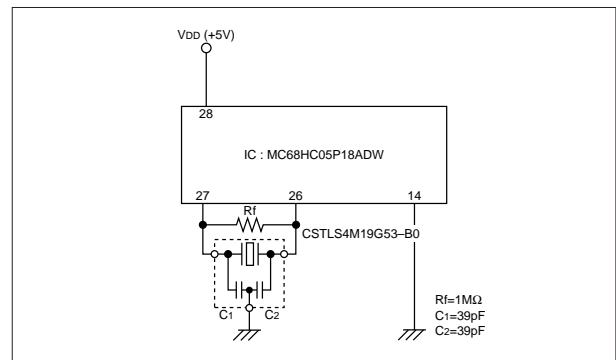 VDD (+5V)
28
IC : MC68HC05P18ADW
27 26 14
Rf
CSTLS4M19G53–B0
C1 C2
Rf=1MΩ
C1=39pF
C2=39pF